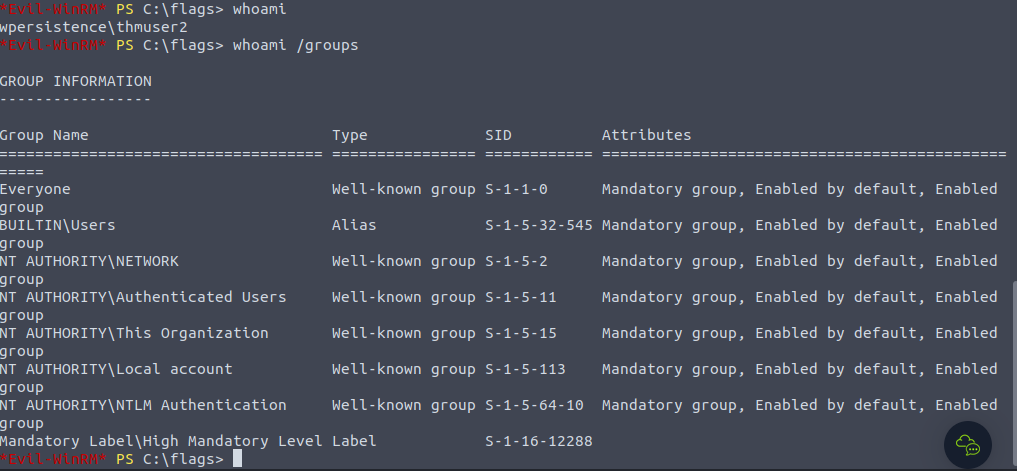 *Evil-WinRM* PS C:\flags> whoami
wpersistence\thmuser2
*Evil-WinRM* PS C:\flags> whoami /groups
GROUP INFORMATION
-----------------
Group Name                           Type             SID          Attributes
==================================== ================ ============ =============================================
=====
Everyone                             Well-known group S-1-1-0      Mandatory group, Enabled by default, Enabled
group
BUILTIN\Users                        Alias            S-1-5-32-545 Mandatory group, Enabled by default, Enabled
group
NT AUTHORITY\NETWORK                 Well-known group S-1-5-2      Mandatory group, Enabled by default, Enabled
group
NT AUTHORITY\Authenticated Users     Well-known group S-1-5-11     Mandatory group, Enabled by default, Enabled
group
NT AUTHORITY\This Organization       Well-known group S-1-5-15     Mandatory group, Enabled by default, Enabled
group
NT AUTHORITY\Local account           Well-known group S-1-5-113    Mandatory group, Enabled by default, Enabled
group
NT AUTHORITY\NTLM Authentication     Well-known group S-1-5-64-10  Mandatory group, Enabled by default, Enabled
group
Mandatory Label\High Mandatory Level Label            S-1-16-12288
*Evil-WinRM* PS C:\flags>